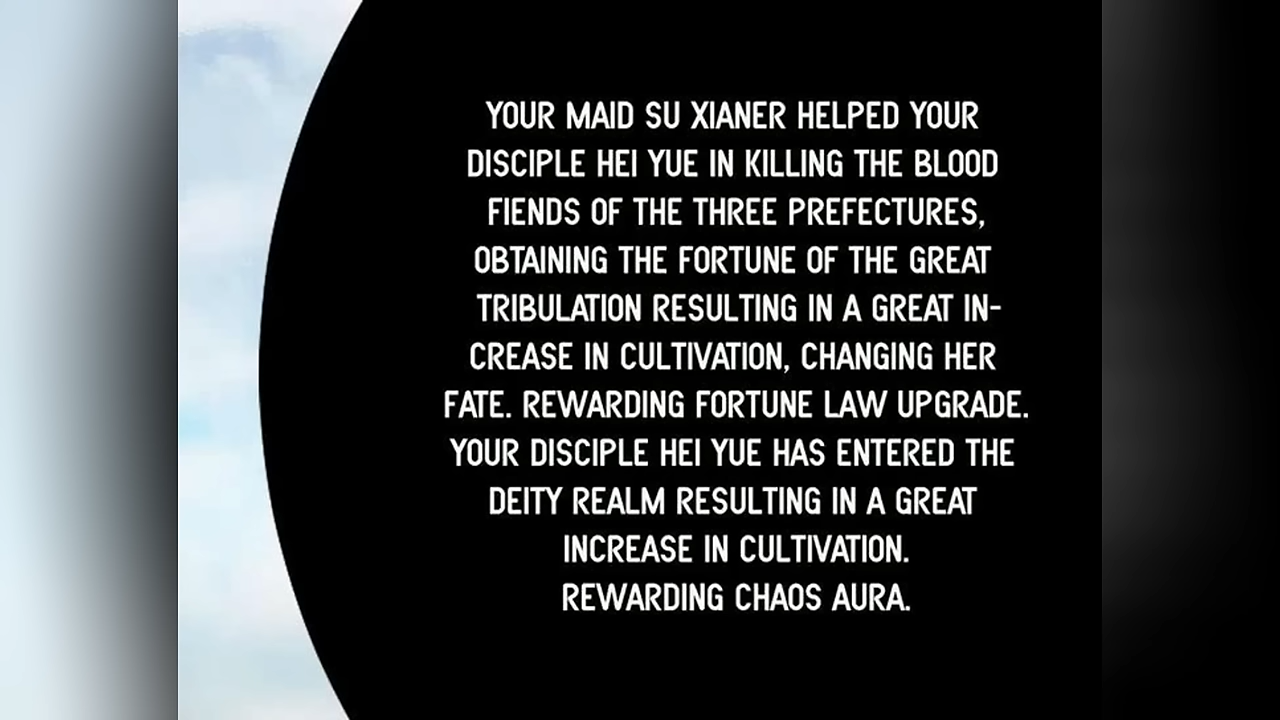 YOUR MAID SU XIANER HELPED YOUR
DISCIPLE HEI YUE IN KILLING THE BLOOD
FIENDS OF THE THREE PREFECTURES,
OBTAINING THE FORTUNE OF THE GREAT
TRIBULATION RESULTING IN A GREAT IN-
CREASE IN CULTIVATION, CHANGING HER
FATE. REWARDING FORTUNE LAW UPGRADE.
YOUR DISCIPLE HEI YUE HAS ENTERED THE
DEITY REALM RESULTING IN A GREAT
INCREASE IN CULTIVATION.
REWARDING CHAOS AURA.